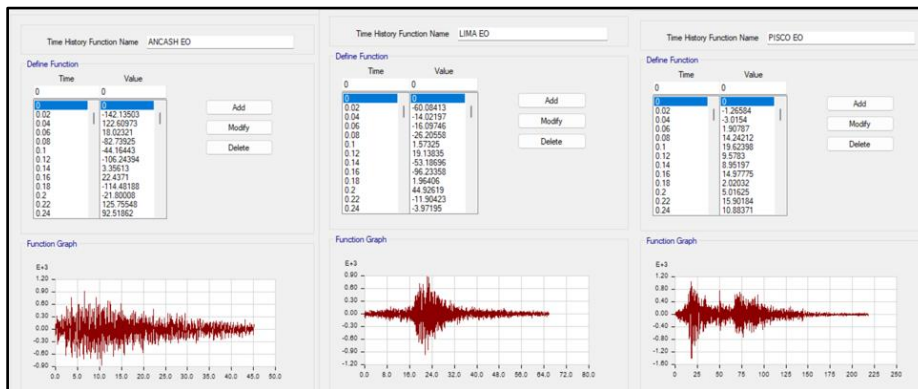 Time History Function Name ANCASH EO
Define Function
Time Value
0 0
0 0
0.02 -142.13503
0.04 122.60973
0.06 18.02321
0.08 -82.73925
0.1 -44.16443
0.12 -106.24394
0.14 3.35613
0.16 22.4371
0.18 -114.48188
0.2 -21.80008
0.22 125.75548
0.24 92.51862
Add
Modify
Delete
Function Graph
E+3
1.20
0.90
0.60
0.30
0.00
-0.30
-0.60
-0.90
0.0 5.0 10.0 15.0 20.0 25.0 30.0 35.0 40.0 45.0 50.0
Time History Function Name LIMA EO
Define Function
Time Value
0 0
0 0
0.02 -60.08413
0.04 -14.02197
0.06 -16.09746
0.08 -26.20558
0.1 1.57325
0.12 19.13835
0.14 -53.18696
0.16 -96.23358
0.18 1.96406
0.2 44.92619
0.22 -11.90423
0.24 -3.97195
Add
Modify
Delete
Function Graph
E+3
0.90
0.60
0.30
0.00
-0.30
-0.60
-0.90
-1.20
0.0 8.0 16.0 24.0 32.0 40.0 48.0 56.0 64.0 72.0 80.0
Time History Function Name PISCO EO
Define Function
Time Value
0 0
0 0
0.02 -1.26584
0.04 -3.0154
0.06 1.90787
0.08 14.24212
0.1 19.62398
0.12 9.5783
0.14 8.95197
0.16 14.97775
0.18 2.02032
0.2 5.01625
0.22 15.90184
0.24 10.88371
Add
Modify
Delete
Function Graph
E+3
1.20
0.80
0.40
0.00
-0.40
-0.80
-1.20
-1.60
0 25 50 75 100 125 150 175 200 225 250